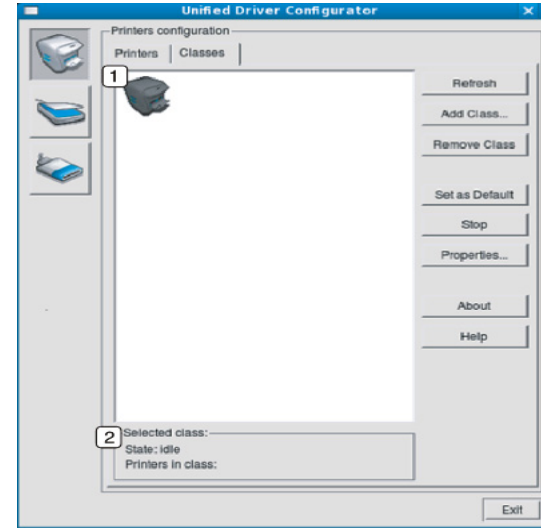 Unified Driver Configurator
Printers configuration
Printers
Classes
1
Refresh
Add Class...
Remove Class
Set as Default
Stop
Properties...
About
Help
2
Selected class:
State: idle
Printers in class:
Exit